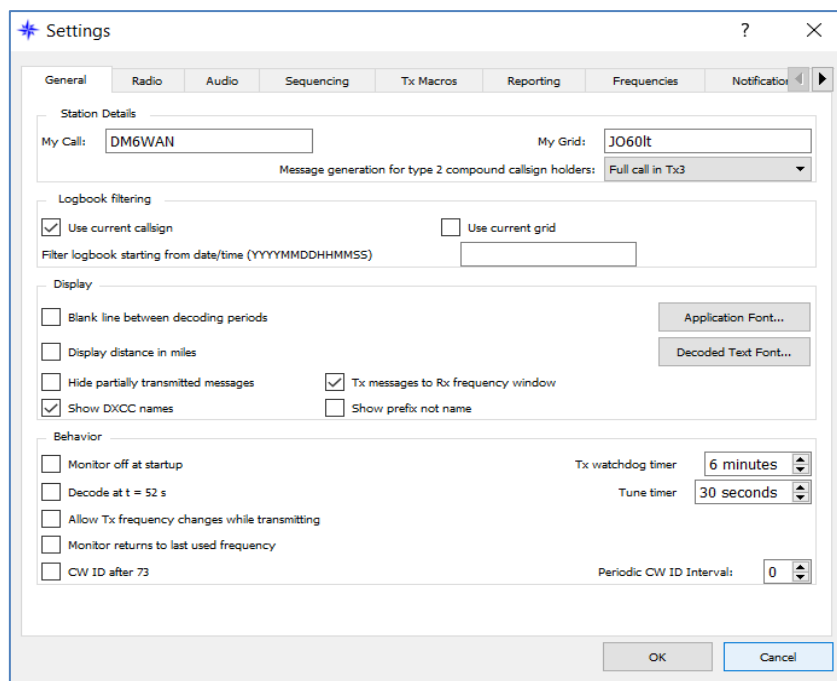 Settings ?
General Radio Audio Sequencing Tx Macros Reporting Frequencies Notification
Station Details
My Call: DM6WAN My Grid: JO60lt
Message generation for type 2 compound callsign holders: Full call in Tx3
Logbook filtering
Use current callsign Use current grid
Filter logbook starting from date/time (YYYYMMDDHHMMSS)
Display
Blank line between decoding periods Application Font...
Display distance in miles Decoded Text Font...
Hide partially transmitted messages Tx messages to Rx frequency window
Show DXCC names Show prefix not name
Behavior
Monitor off at startup Tx watchdog timer 6 minutes
Decode at t = 52 s Tune timer 30 seconds
Allow Tx frequency changes while transmitting
Monitor returns to last used frequency
CW ID after 73 Periodic CW ID Interval: 0
OK Cancel